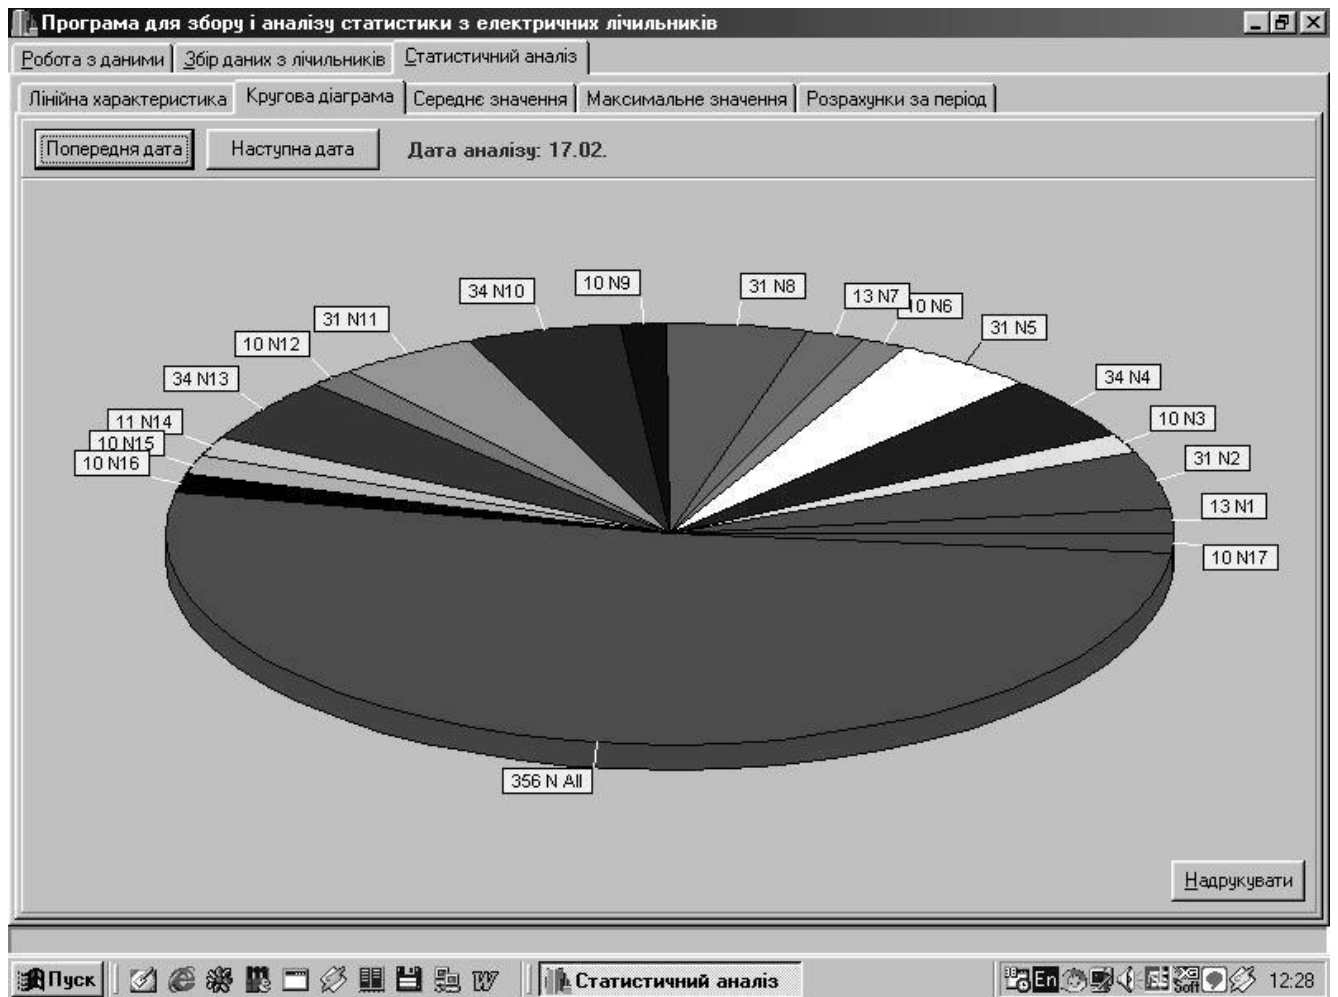 Програма для збору і аналізу статистики з електричних лічильників
Робота з даними Збір даних з лічильників Статистичний аналіз
Лінійна характеристика Кругова діаграма Середнє значення Максимальне значення Розрахунки за період
Попередня дата Наступна дата Дата аналізу: 17.02.
10 N9
31 N8
34 N10
13 N7
10 N6
31 N11
31 N5
10 N12
34 N13
34 N4
11 N14
10 N3
10 N15
10 N16
31 N2
13 N1
10 N17
356 N All
Надрукувати
Пуск Статистичний аналіз En 12:28